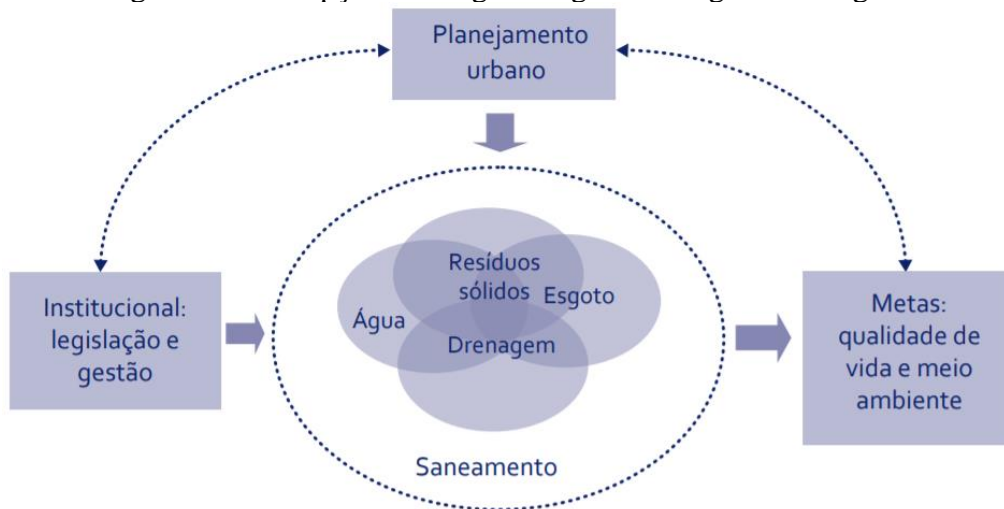 Planejamento
urbano
Resíduos
sólidos
Esgoto
Água
Drenagem
Institucional:
legislação e
gestão
Metas:
qualidade de
vida e meio
ambiente
Saneamento